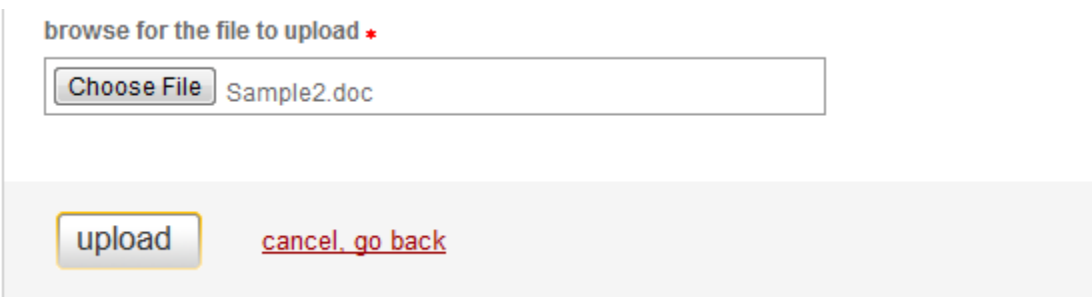 browse for the file to upload *
Choose File Sample2.doc
upload cancel, go back